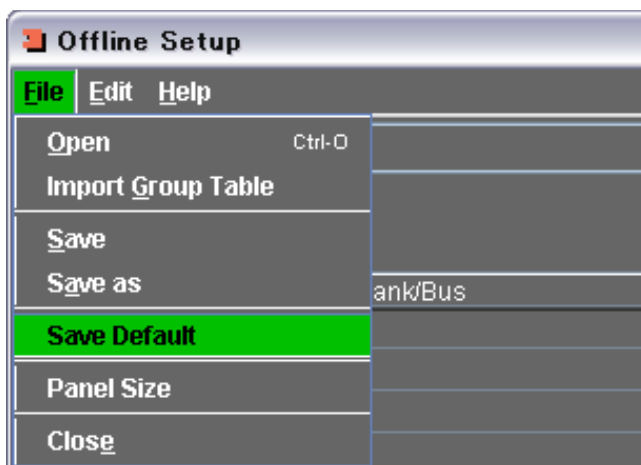 Offline Setup
File Edit Help
Open Ctrl-O
Import Group Table
Save
Save as
ank/Bus
Save Default
Panel Size
Close